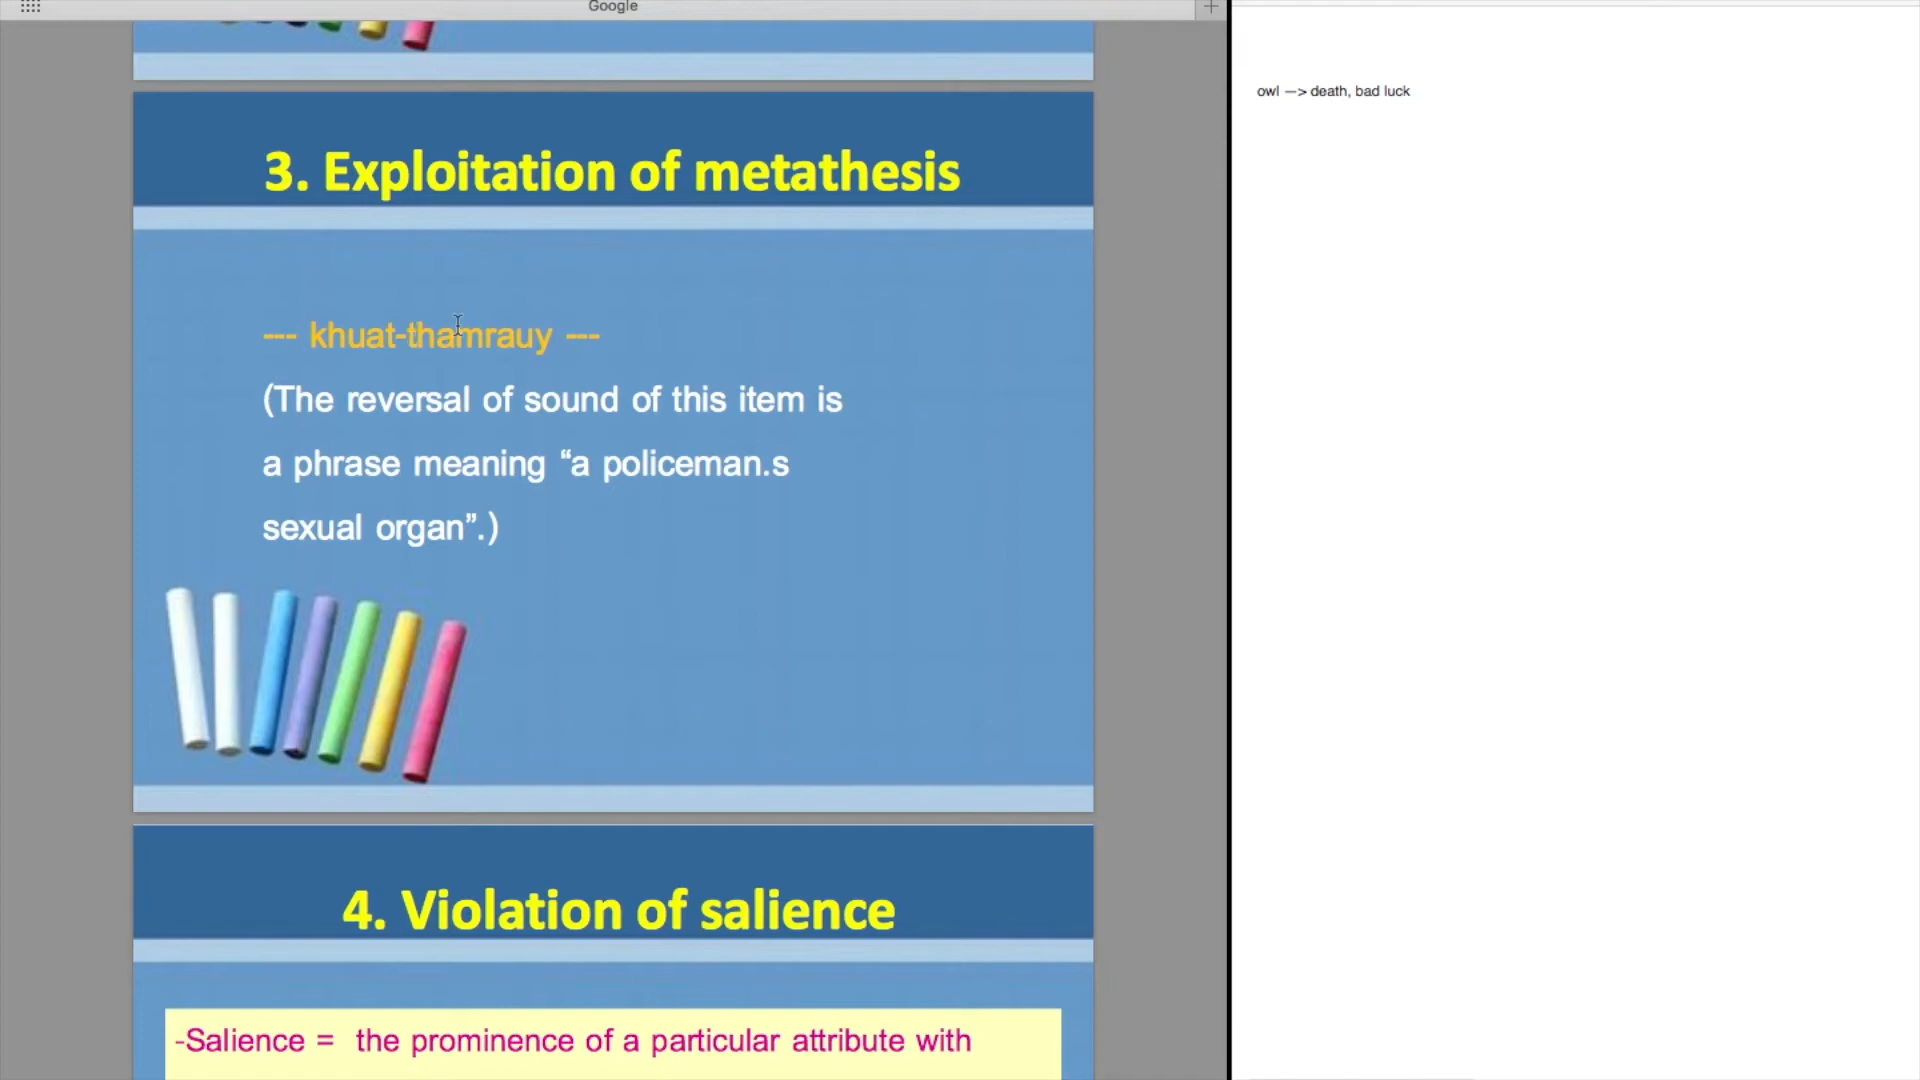 Google
3. Exploitation of metathesis
--- khuat-thamrauy ---
(The reversal of sound of this item is
a phrase meaning “a policeman.s
sexual organ”.)
4. Violation of salience
-Salience = the prominence of a particular attribute with
owl —> death, bad luck